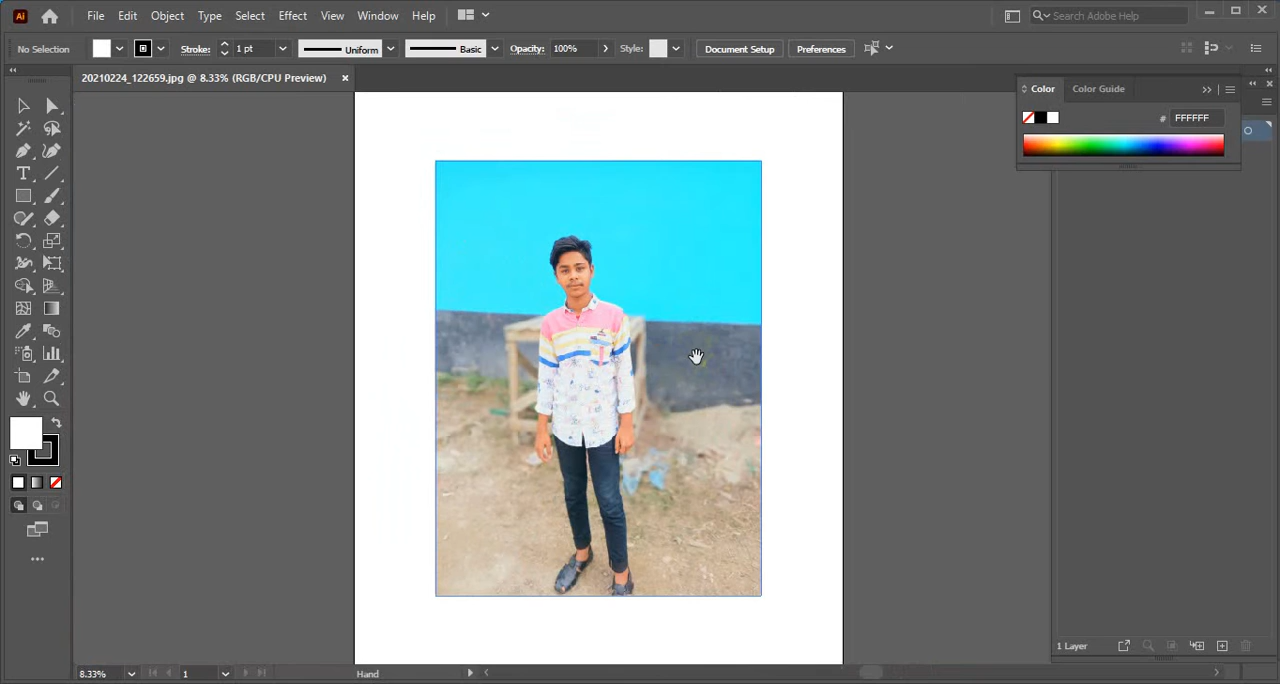 Ai File Edit Object Type Select Effect View Window Help Search Adobe Help
No Selection Stroke: 1 pt Uniform Basic Opacity: 100% Style: Document Setup Preferences
20210224_122659.jpg @ 8.33% (RGB/CPU Preview)
Color Color Guide
# FFFFFF
T
1 Layer
8.33% 1 Hand